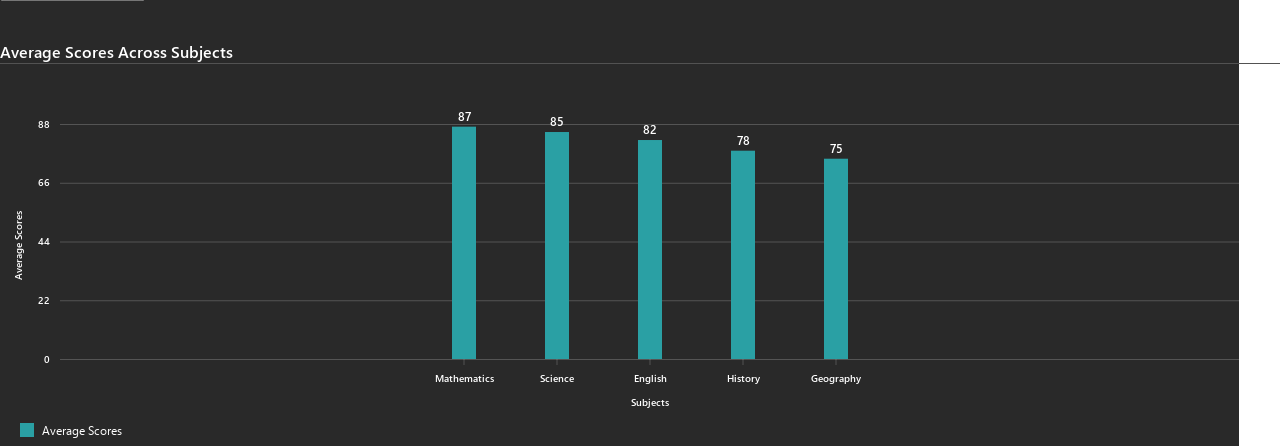 Average Scores Across Subjects
87
85
82
78
75
88
66
44
22
0
Average Scores
Mathematics
Science
English
History
Geography
Subjects
Average Scores